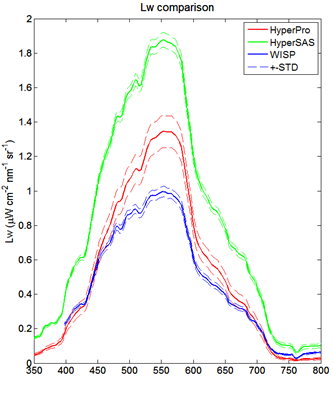 Lw comparison
HyperPro
HyperSAS
WISP
+-STD
Lw (µW cm⁻² nm⁻¹ sr⁻¹)
2
1.8
1.6
1.4
1.2
1
0.8
0.6
0.4
0.2
0
350 400 450 500 550 600 650 700 750 800